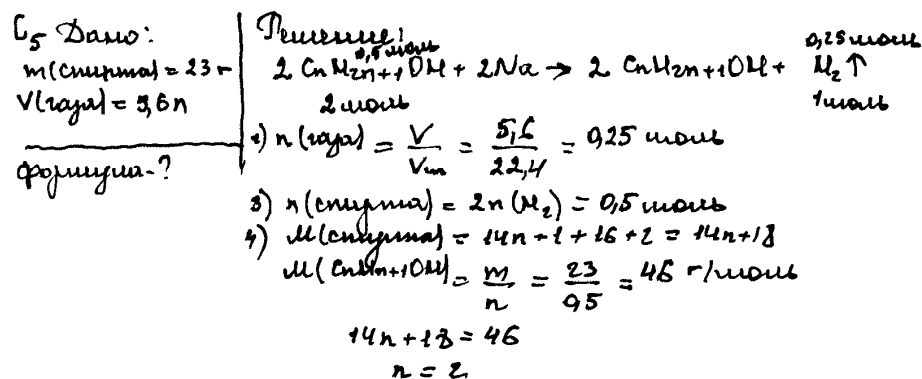 C5 Дано:
m(спирта) = 23 г
V(газа) = 5,6 л
формула - ?
Решение:
0,5 моль 0,25 моль
2 CnH2n+1OH + 2Na → 2 CnH2n+1OH + H2↑
2 моль 1 моль
2) n(газа) = V/Vm = 5,6/22,4 = 0,25 моль
3) n(спирта) = 2n(H2) = 0,5 моль
4) M(спирта) = 14n + 1 + 16 + 1 = 14n + 18
M(CnHn+1OH) = m/n = 23/0,5 = 46 г/моль
14n + 18 = 46
n = 2